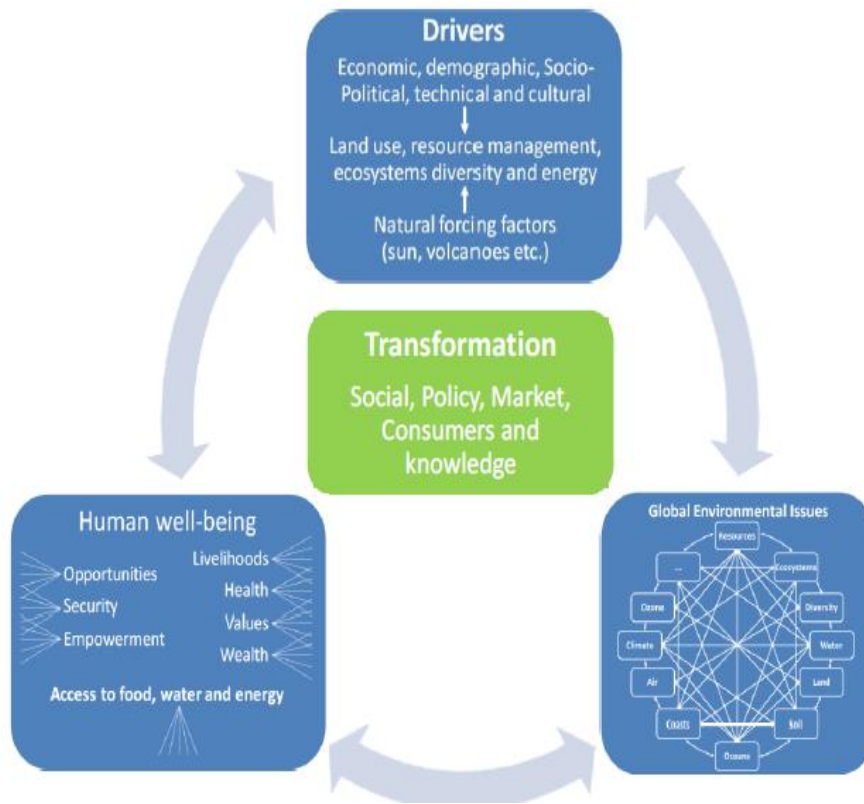 Drivers
Economic, demographic, Socio-
Political, technical and cultural
Land use, resource management,
ecosystems diversity and energy
Natural forcing factors
(sun, volcanoes etc.)
Transformation
Social, Policy, Market,
Consumers and
knowledge
Human well-being
Opportunities
Security
Empowerment
Livelihoods
Health
Values
Wealth
Access to food, water and energy
Global Environmental Issues
Resources
...
Ecosystems
Ozone
Diversity
Climate
Water
Air
Land
Coasts
Soil
Oceans